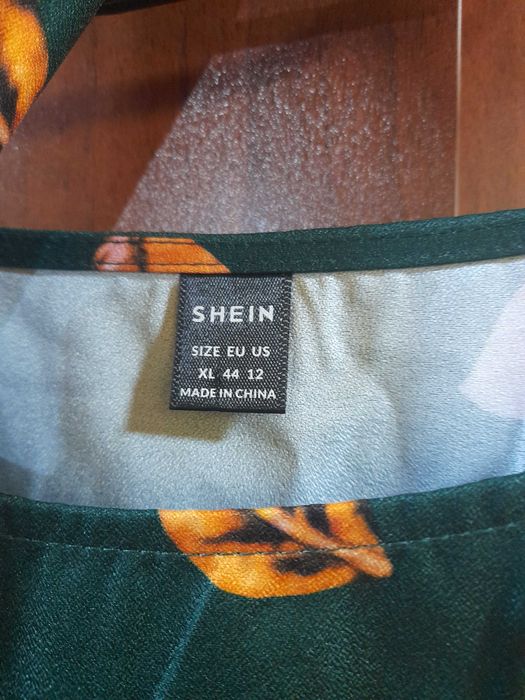 SHEIN
SIZE EU US
XL 44 12
MADE IN CHINA